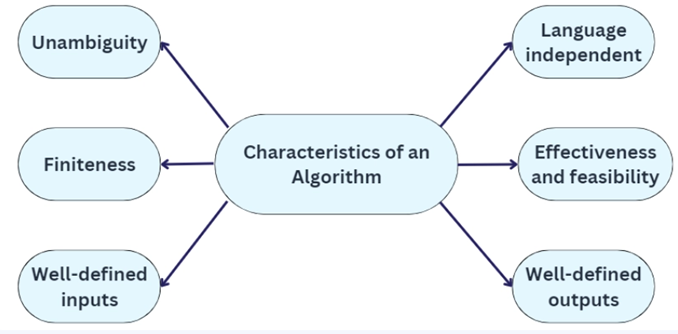 Unambiguity
Language
independent
Finiteness
Characteristics of an
Algorithm
Effectiveness
and feasibility
Well-defined
inputs
Well-defined
outputs